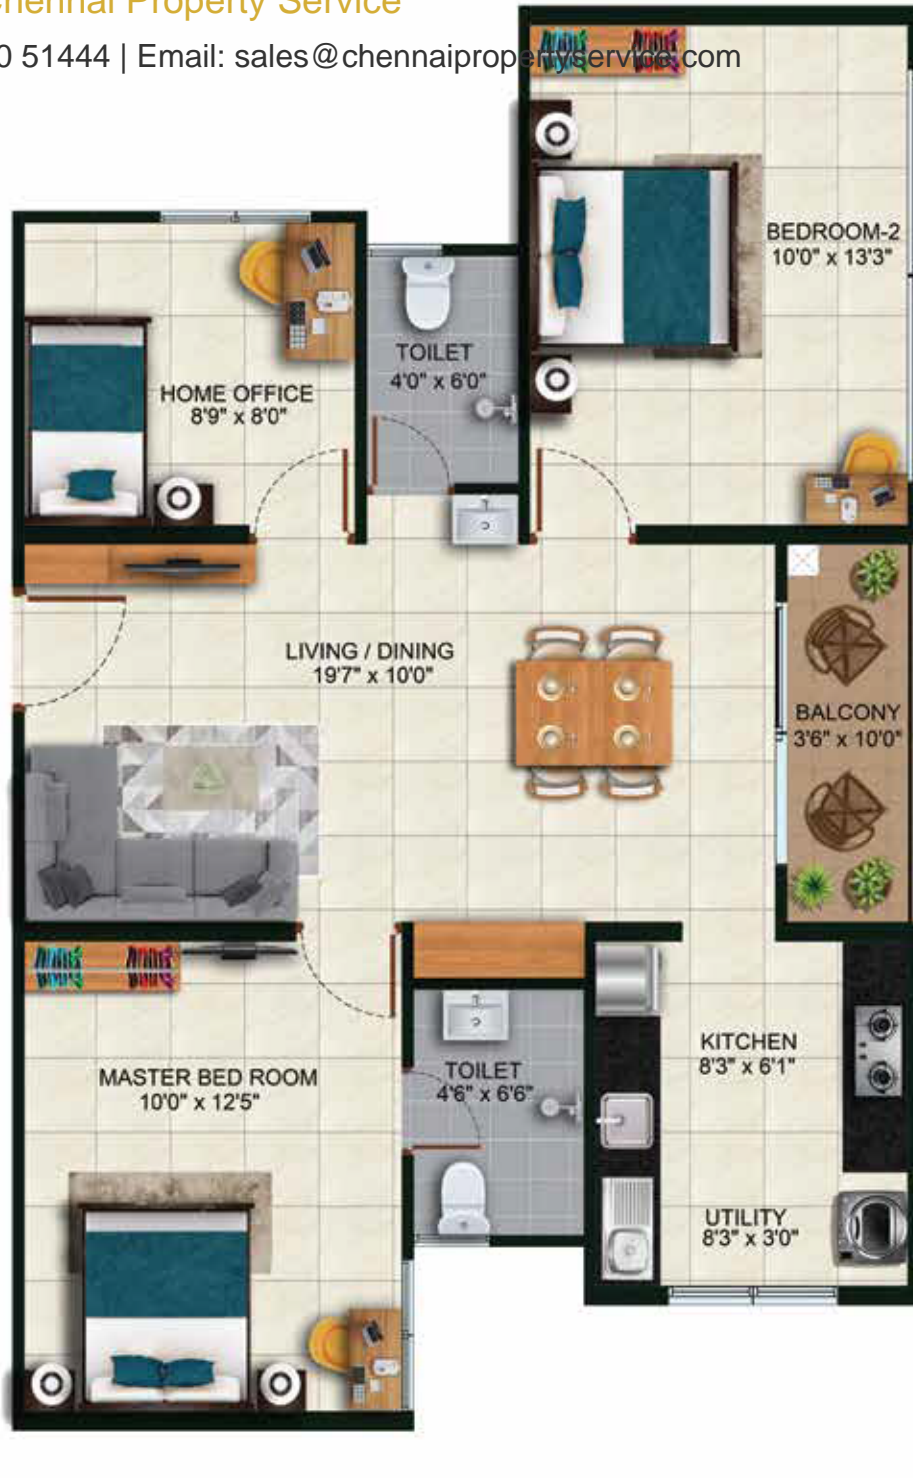 Chennai Property Service
0 51444 | Email: sales@chennaipropertyservice.com
BEDROOM-2
10'0" x 13'3"
TOILET
4'0" x 6'0"
HOME OFFICE
8'9" x 8'0"
LIVING / DINING
19'7" x 10'0"
BALCONY
3'6" x 10'0"
KITCHEN
8'3" x 6'1"
TOILET
4'6" x 6'6"
MASTER BED ROOM
10'0" x 12'5"
UTILITY
8'3" x 3'0"